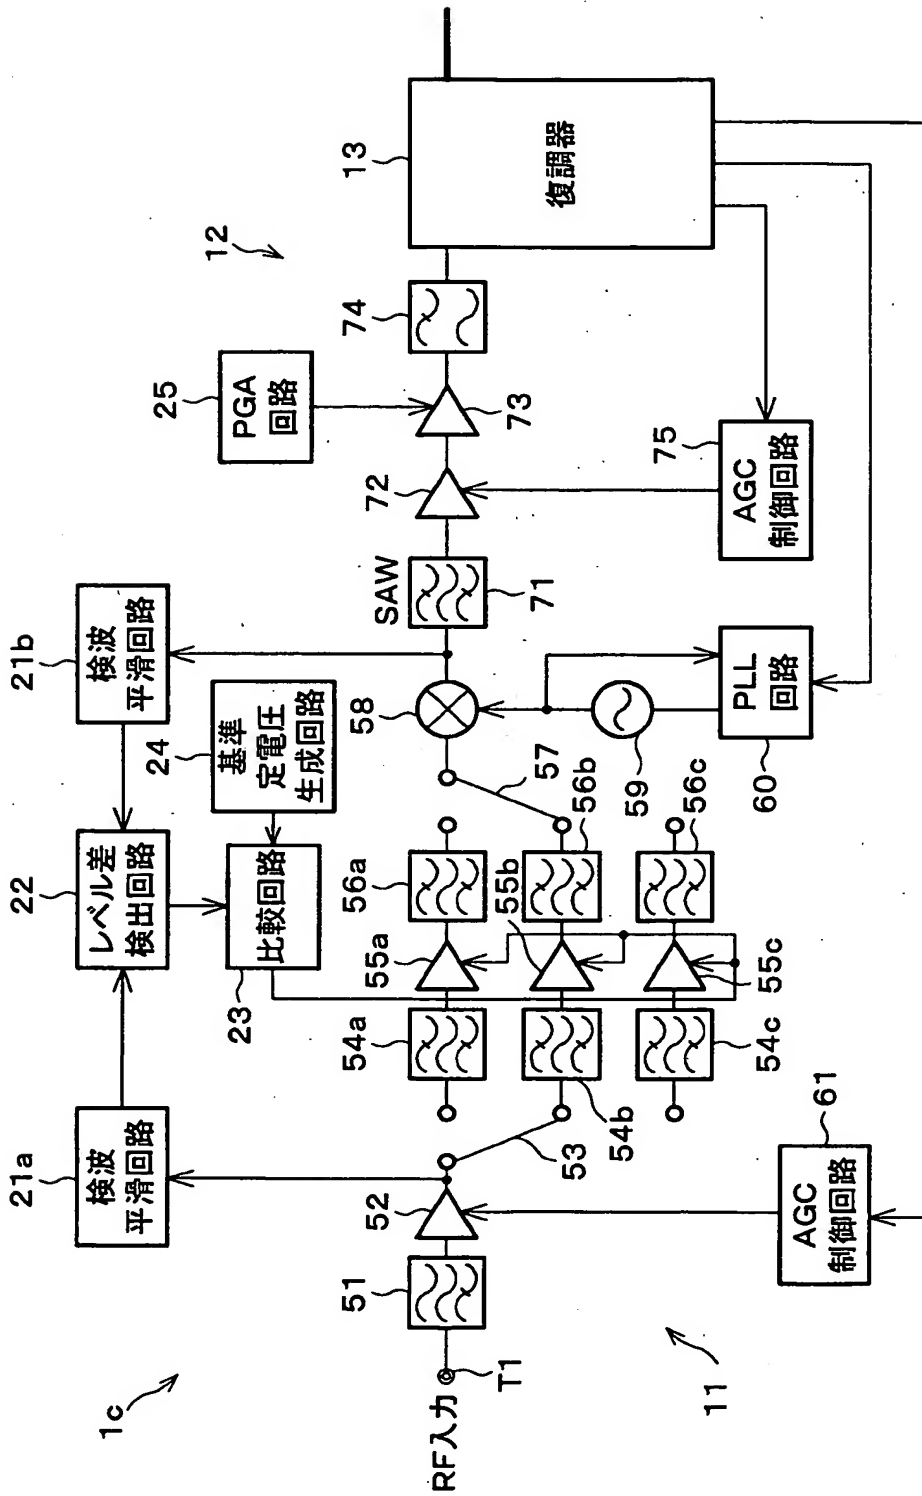 1c
21a
検波
平滑回路
22
レベル差
検出回路
21b
検波
平滑回路
23
比較回路
24
基準
定電圧
生成回路
25
PGA
回路
12
RF入力
T1
51
52
53
54a
55a
56a
54b
55b
56b
54c
55c
56c
57
58
59
SAW
71
72
73
74
13
復調器
11
61
AGC
制御回路
60
PLL
回路
75
AGC
制御回路